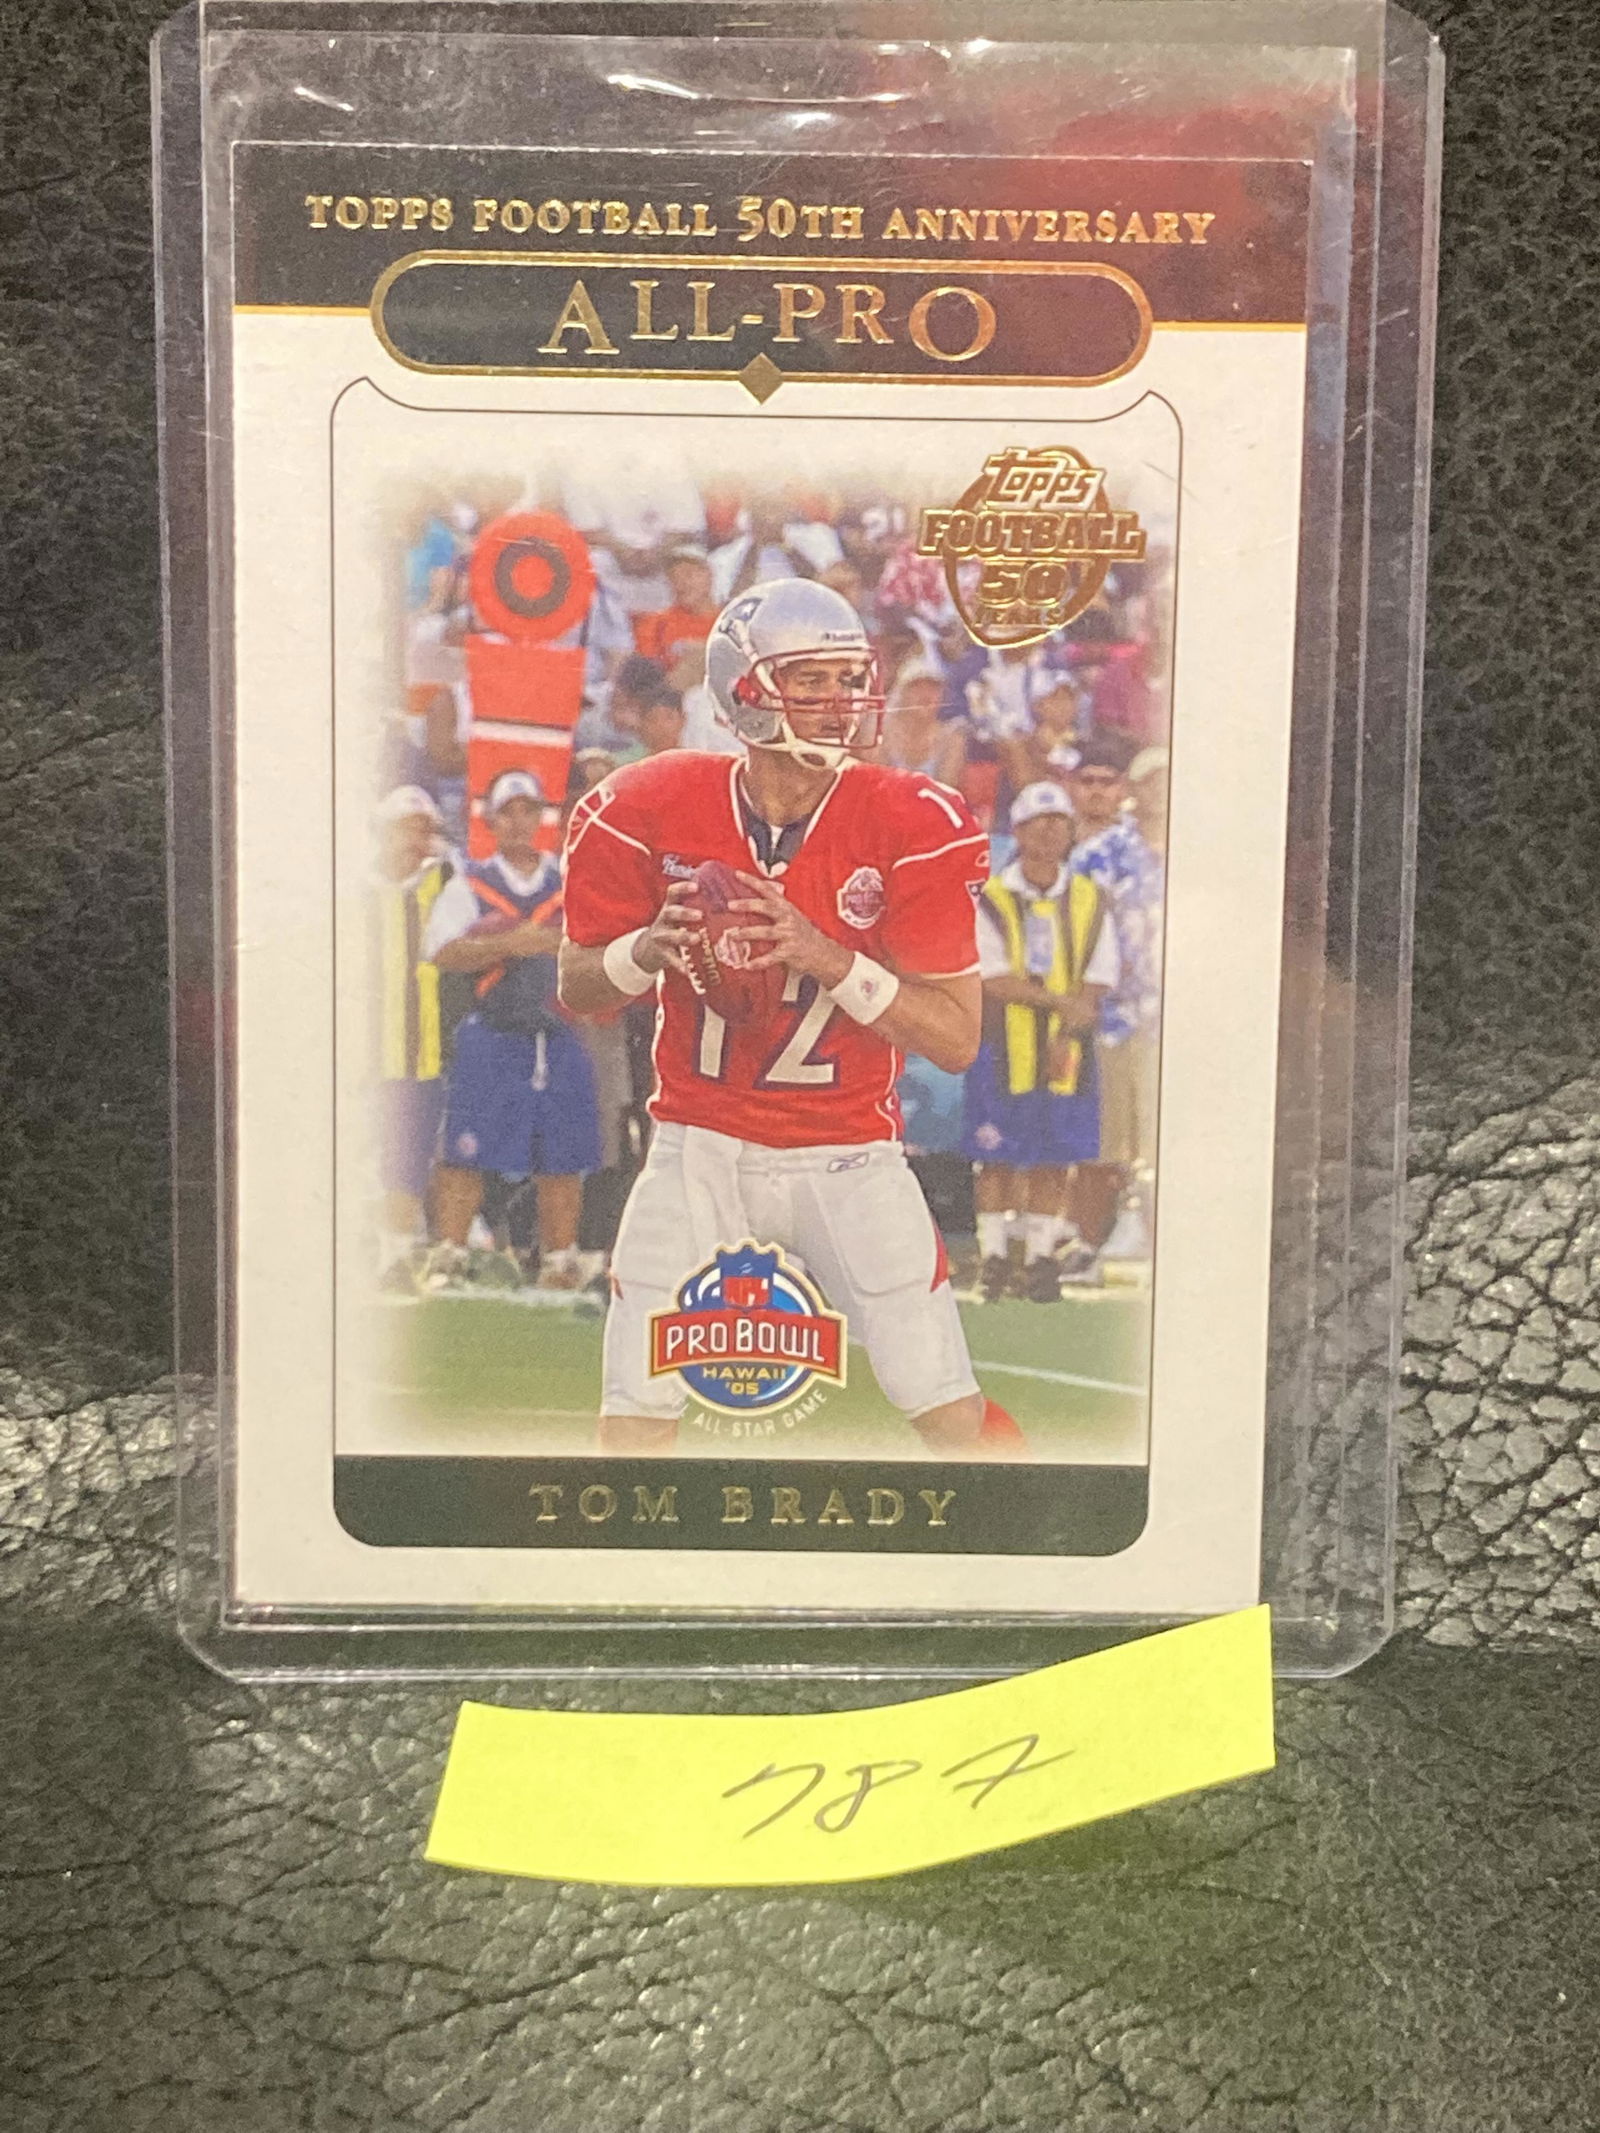 TOPPS FOOTBALL 50TH ANNIVERSARY
ALL-PRO
Topps
FOOTBALL
50
YEARS
12
PRO BOWL
HAWAII
'05
ALL-STAR GAME
TOM BRADY
787